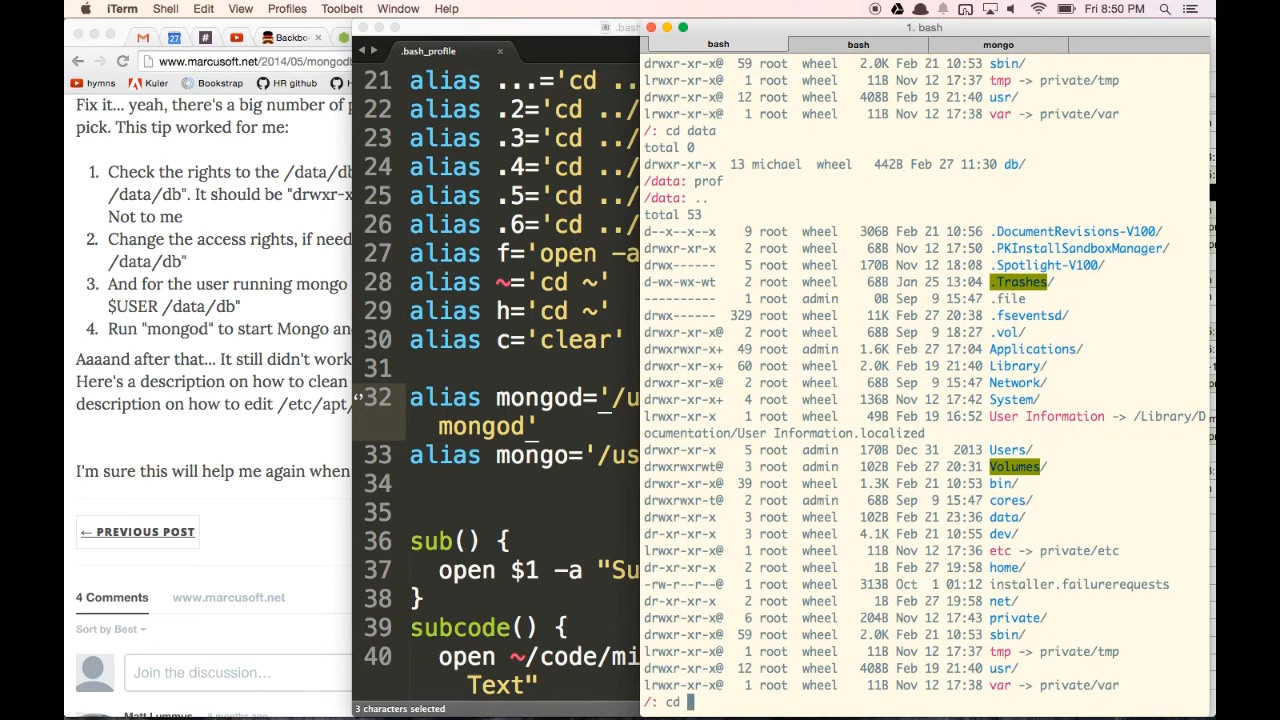 iTerm Shell Edit View Profiles Toolbelt Window Help
Fri 8:50 PM
27 # Backbo
www.marcusoft.net/2014/05/mongodb
hymns Kuler Bootstrap HR github HR
Fix it... yeah, there's a big number of p
pick. This tip worked for me:
1. Check the rights to the /data/db
/data/db". It should be "drwxr-x
Not to me
2. Change the access rights, if need
/data/db"
3. And for the user running mongo
$USER /data/db"
4. Run "mongod" to start Mongo an
Aaaand after that... It still didn't work
Here's a description on how to clean
description on how to edit /etc/apt/
I'm sure this will help me again when
← PREVIOUS POST
4 Comments www.marcusoft.net
Sort by Best
Join the discussion...
Matt Lummus
.bas
.bash_profile
21 alias ...='cd ..
22 alias .2='cd ../
23 alias .3='cd ../
24 alias .4='cd ../
25 alias .5='cd ../
26 alias .6='cd ../
27 alias f='open -a
28 alias ~='cd ~'
29 alias h='cd ~'
30 alias c='clear'
31
32 alias mongod='/u
mongod'
33 alias mongo='/us
34
35
36 sub() {
37 open $1 -a "Su
38 }
39 subcode() {
40 open ~/code/mi
Text"
3 characters selected
1. bash
bash bash mongo
drwxr-xr-x@ 59 root wheel 2.0K Feb 21 10:53 sbin/
lrwxr-xr-x@ 1 root wheel 11B Nov 12 17:38 tmp -> private/tmp
drwxr-xr-x@ 12 root wheel 408B Feb 19 21:40 usr/
lrwxr-xr-x@ 1 root wheel 11B Nov 12 17:38 var -> private/var
/: cd data
total 0
drwxr-xr-x 13 michael wheel 442B Feb 27 11:30 db/
/data: prof
/data: ..
total 53
d--x--x--x 9 root wheel 306B Feb 21 10:56 .DocumentRevisions-V100/
drwxr-xr-x 2 root wheel 68B Nov 12 17:50 .PKInstallSandboxManager/
drwx------ 5 root wheel 170B Nov 12 18:08 .Spotlight-V100/
d-wx-wx-wt 2 root wheel 68B Jan 25 13:04 .Trashes/
---------- 1 root admin 0B Sep 9 15:47 .file
drwx------ 329 root wheel 11K Feb 27 20:38 .fseventsd/
drwxr-xr-x@ 2 root wheel 68B Sep 9 18:27 .vol/
drwxrwxr-x+ 49 root admin 1.6K Feb 27 17:04 Applications/
drwxr-xr-x+ 60 root wheel 2.0K Feb 19 21:40 Library/
drwxr-xr-x@ 2 root wheel 68B Sep 9 15:47 Network/
drwxr-xr-x+ 4 root wheel 136B Nov 12 17:42 System/
lrwxr-xr-x 1 root wheel 49B Feb 19 16:52 User Information -> /Library/D
ocumentation/User Information.localized
drwxr-xr-x 5 root admin 170B Dec 31 2013 Users/
drwxrwxrwt@ 3 root admin 102B Feb 27 20:31 Volumes/
drwxr-xr-x@ 39 root wheel 1.3K Feb 21 10:53 bin/
drwxrwxr-t@ 2 root admin 68B Sep 9 15:47 cores/
drwxr-xr-x 3 root wheel 102B Feb 21 23:36 data/
dr-xr-xr-x 3 root wheel 4.1K Feb 21 10:55 dev/
lrwxr-xr-x@ 1 root wheel 11B Nov 12 17:36 etc -> private/etc
dr-xr-xr-x 2 root wheel 1B Feb 27 19:58 home/
-rw-r--r--@ 1 root wheel 313B Oct 1 01:12 installer.failurerequests
dr-xr-xr-x 2 root wheel 1B Feb 27 19:58 net/
drwxr-xr-x@ 6 root wheel 204B Nov 12 17:43 private/
drwxr-xr-x@ 59 root wheel 2.0K Feb 21 10:53 sbin/
lrwxr-xr-x@ 1 root wheel 11B Nov 12 17:38 tmp -> private/tmp
drwxr-xr-x@ 12 root wheel 408B Feb 19 21:40 usr/
lrwxr-xr-x@ 1 root wheel 11B Nov 12 17:38 var -> private/var
/: cd